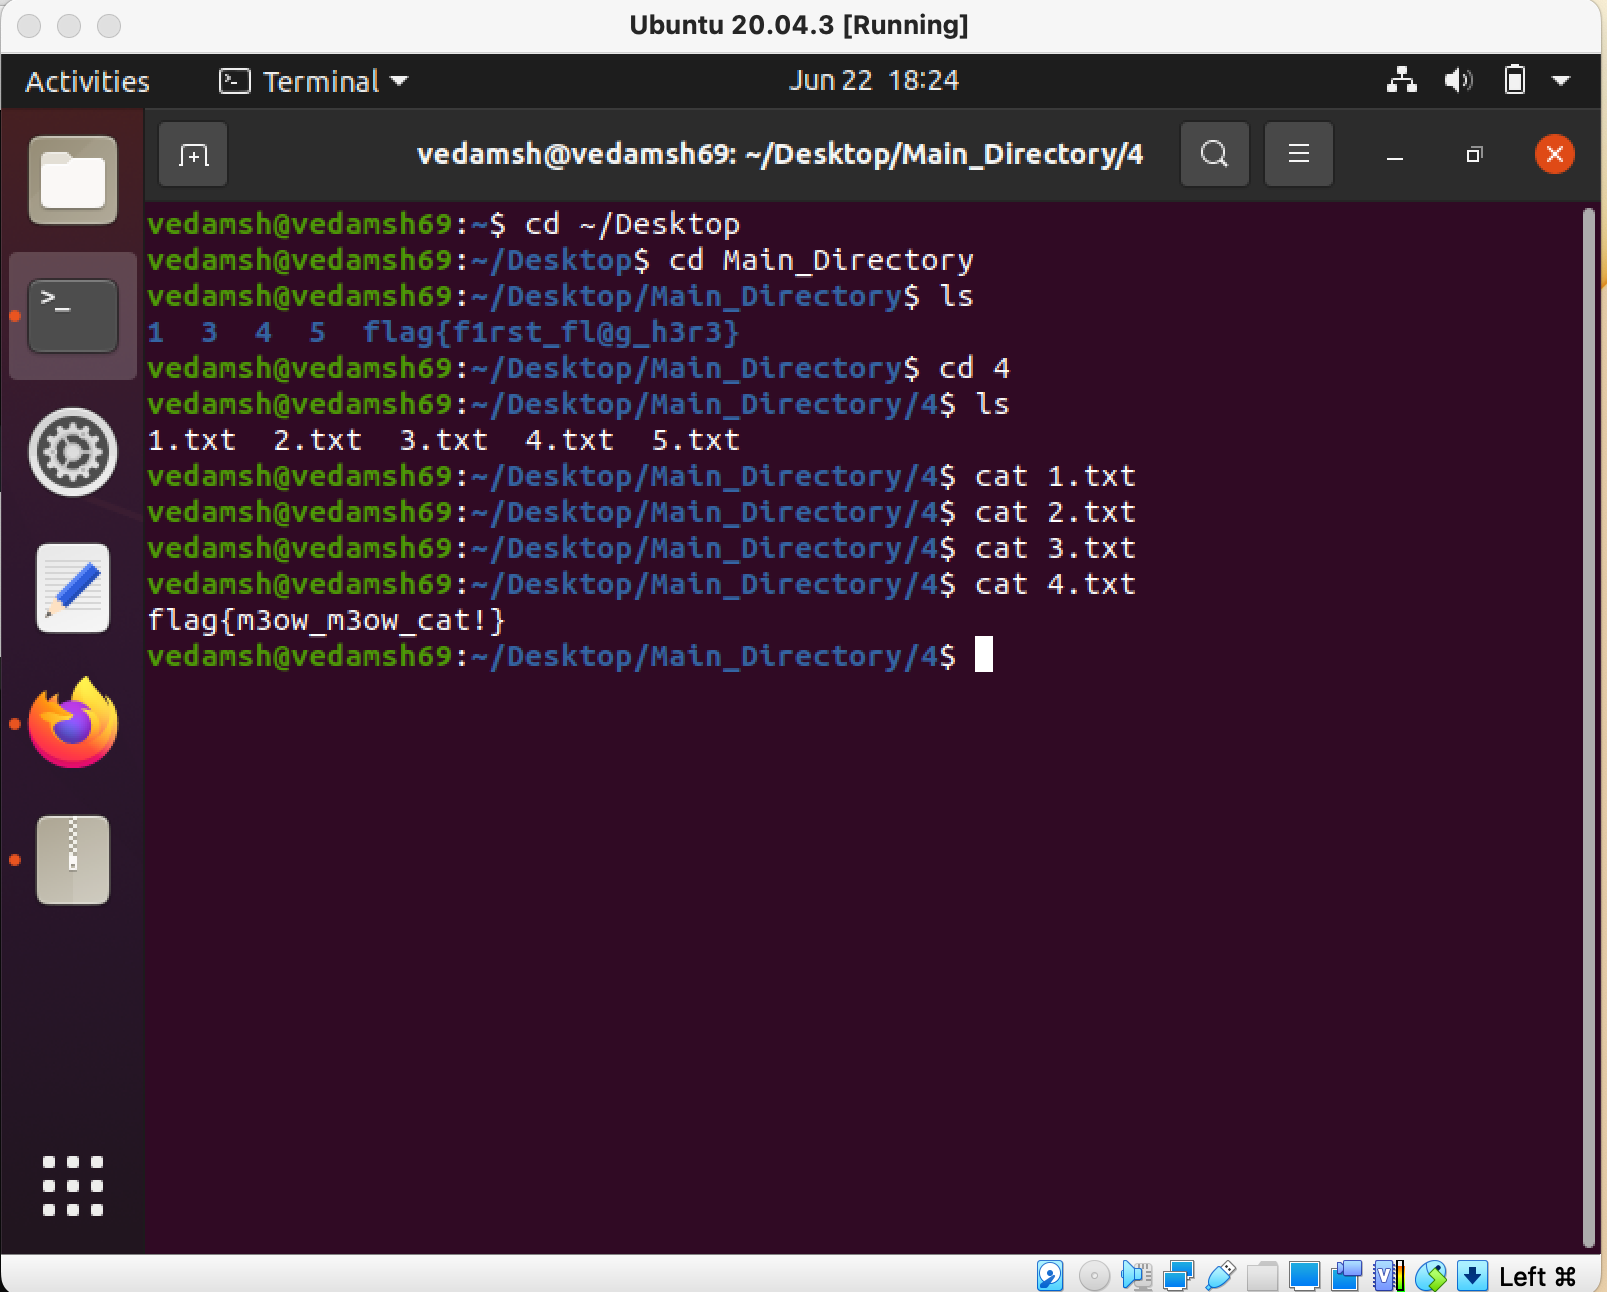 Ubuntu 20.04.3 [Running]
Activities Terminal Jun 22 18:24
vedamsh@vedamsh69: ~/Desktop/Main_Directory/4
vedamsh@vedamsh69:~$ cd ~/Desktop
vedamsh@vedamsh69:~/Desktop$ cd Main_Directory
vedamsh@vedamsh69:~/Desktop/Main_Directory$ ls
1 3 4 5 flag{f1rst_fl@g_h3r3}
vedamsh@vedamsh69:~/Desktop/Main_Directory$ cd 4
vedamsh@vedamsh69:~/Desktop/Main_Directory/4$ ls
1.txt 2.txt 3.txt 4.txt 5.txt
vedamsh@vedamsh69:~/Desktop/Main_Directory/4$ cat 1.txt
vedamsh@vedamsh69:~/Desktop/Main_Directory/4$ cat 2.txt
vedamsh@vedamsh69:~/Desktop/Main_Directory/4$ cat 3.txt
vedamsh@vedamsh69:~/Desktop/Main_Directory/4$ cat 4.txt
flag{m3ow_m3ow_cat!}
vedamsh@vedamsh69:~/Desktop/Main_Directory/4$
Left ⌘